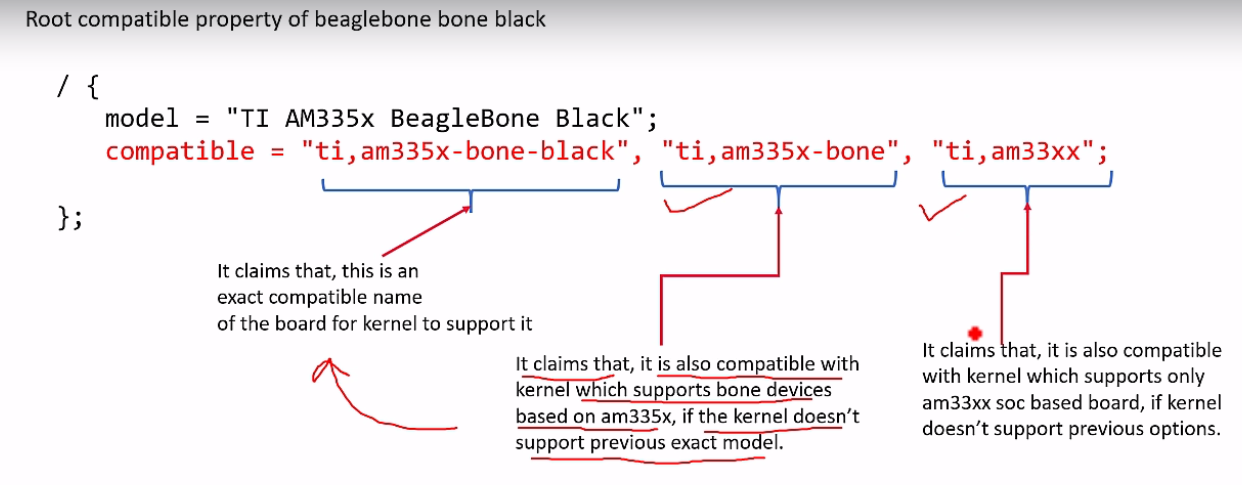 Root compatible property of beaglebone bone black
/ {
model = "TI AM335x BeagleBone Black";
compatible = "ti,am335x-bone-black", "ti,am335x-bone", "ti,am33xx";
};
It claims that, this is an
exact compatible name
of the board for kernel to support it
It claims that, it is also compatible with
kernel which supports bone devices
based on am335x, if the kernel doesn't
support previous exact model.
It claims that, it is also compatible
with kernel which supports only
am33xx soc based board, if kernel
doesn't support previous options.